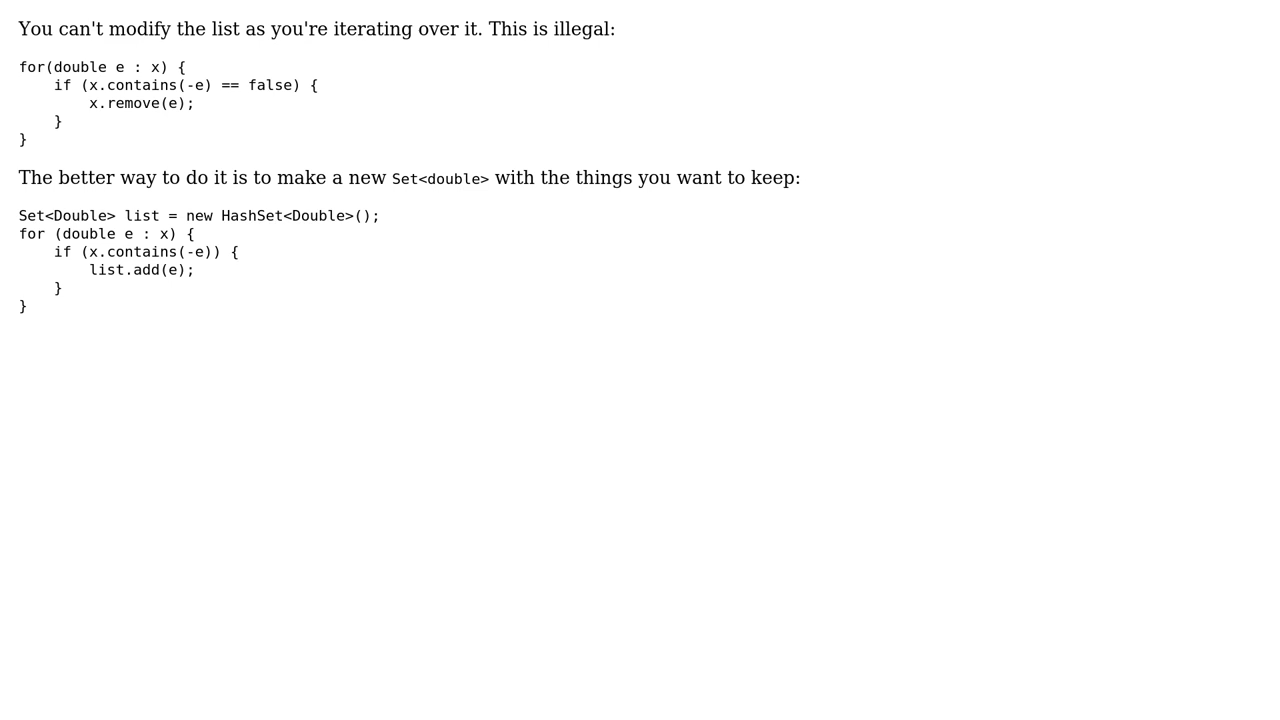 You can't modify the list as you're iterating over it. This is illegal:
for(double e : x) {
    if (x.contains(-e) == false) {
        x.remove(e);
    }
}
The better way to do it is to make a new Set<double> with the things you want to keep:
Set<Double> list = new HashSet<Double>();
for (double e : x) {
    if (x.contains(-e)) {
        list.add(e);
    }
}